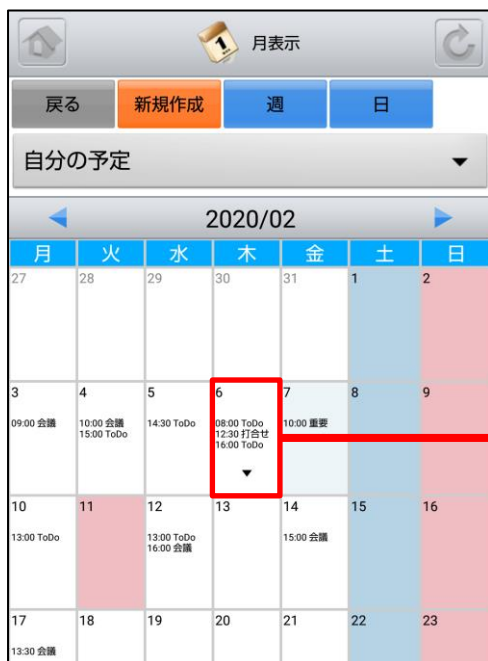 1
月表示
戻る 新規作成 週 日
自分の予定
2020/02
月 火 水 木 金 土 日
27 28 29 30 31 1 2
3 4 5 6 7 8 9
09:00 会議 10:00 会議 14:30 ToDo 08:00 ToDo 10:00 重要
15:00 ToDo 12:30 打合せ
16:00 ToDo
10 11 12 13 14 15 16
13:00 ToDo 13:00 ToDo 15:00 会議
16:00 会議
17 18 19 20 21 22 23
13:30 会議